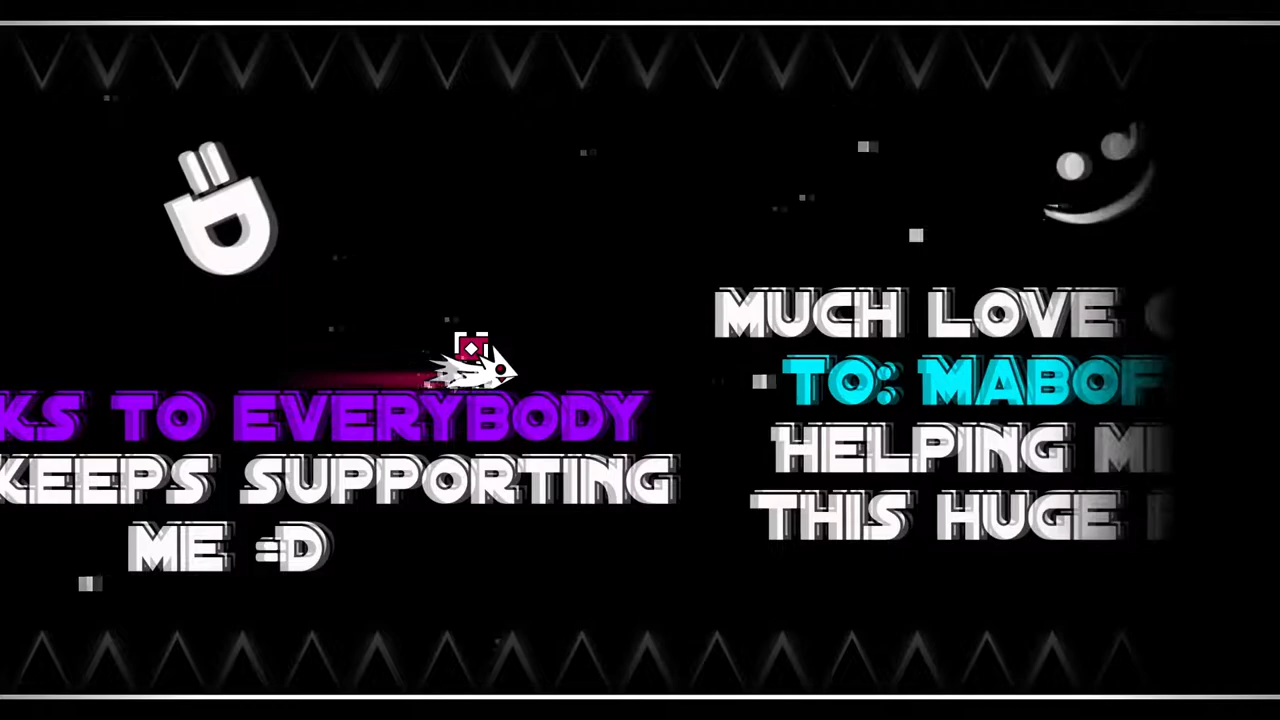 KS TO EVERYBODY
KEEPS SUPPORTING
ME =D
MUCH LOVE
TO: MABOF
HELPING
THIS HUGE
=D